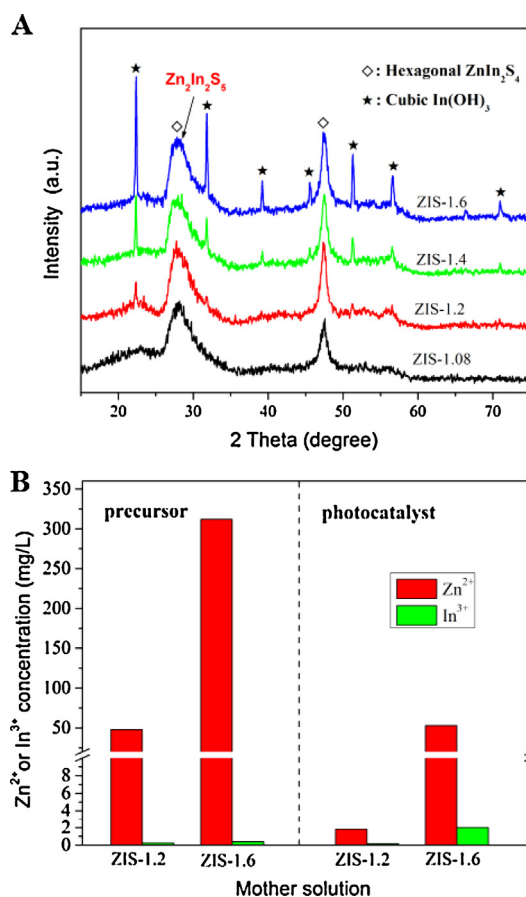 A
Zn₂In₂S₅
◇: Hexagonal ZnIn₂S₄
★: Cubic In(OH)₃
Intensity (a.u.)
ZIS-1.6
ZIS-1.4
ZIS-1.2
ZIS-1.08
20 30 40 50 60 70
2 Theta (degree)
B
precursor photocatalyst
Zn²⁺
In³⁺
Zn²⁺ or In³⁺ concentration (mg/L)
350
300
250
200
150
100
50
8
6
4
2
0
ZIS-1.2 ZIS-1.6 ZIS-1.2 ZIS-1.6
Mother solution